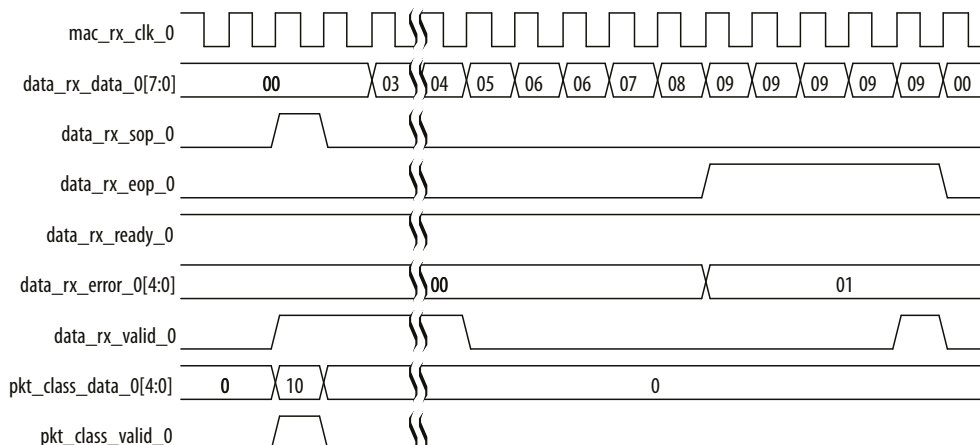 mac_rx_clk_0
data_rx_data_0[7:0] 00 03 04 05 06 06 07 08 09 09 09 09 09 00
data_rx_sop_0
data_rx_eop_0
data_rx_ready_0
data_rx_error_0[4:0] 00 01
data_rx_valid_0
pkt_class_data_0[4:0] 0 10 0
pkt_class_valid_0